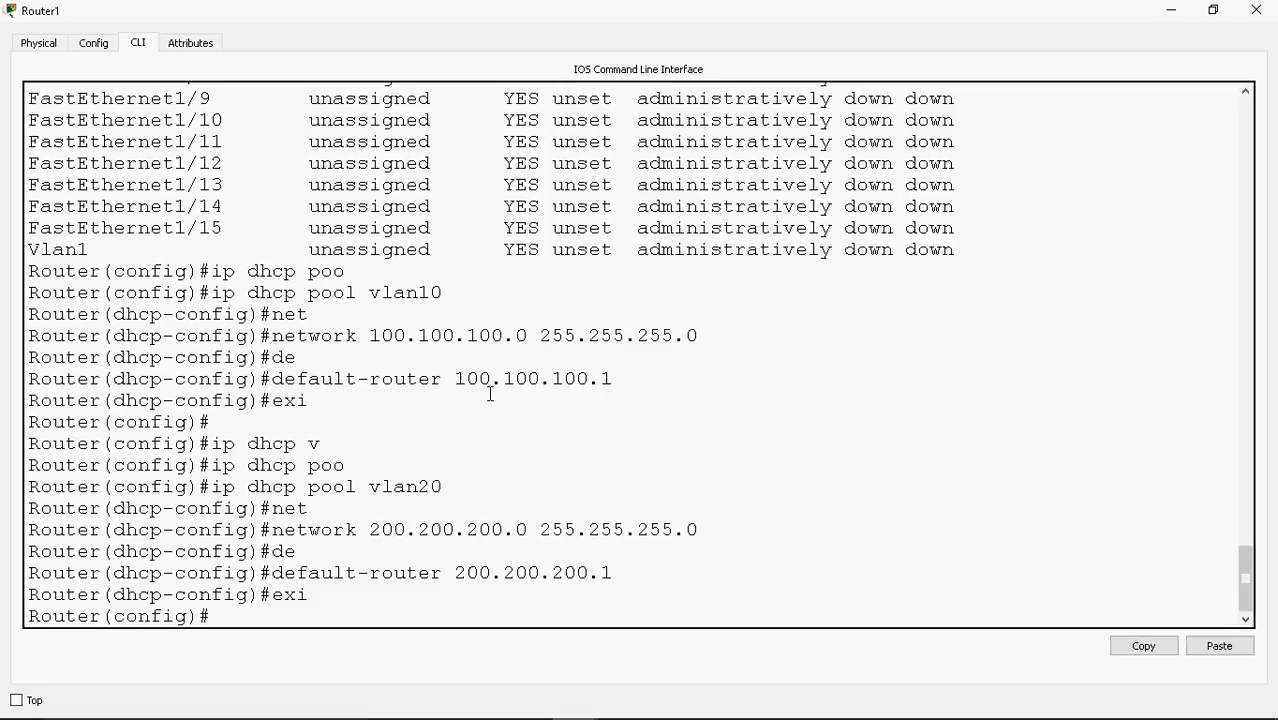 Router1
Physical Config CLI Attributes
IOS Command Line Interface
FastEthernet1/9 unassigned YES unset administratively down down
FastEthernet1/10 unassigned YES unset administratively down down
FastEthernet1/11 unassigned YES unset administratively down down
FastEthernet1/12 unassigned YES unset administratively down down
FastEthernet1/13 unassigned YES unset administratively down down
FastEthernet1/14 unassigned YES unset administratively down down
FastEthernet1/15 unassigned YES unset administratively down down
Vlan1 unassigned YES unset administratively down down
Router(config)#ip dhcp poo
Router(config)#ip dhcp pool vlan10
Router(dhcp-config)#net
Router(dhcp-config)#network 100.100.100.0 255.255.255.0
Router(dhcp-config)#de
Router(dhcp-config)#default-router 100.100.100.1
Router(dhcp-config)#exi
Router(config)#
Router(config)#ip dhcp v
Router(config)#ip dhcp poo
Router(config)#ip dhcp pool vlan20
Router(dhcp-config)#net
Router(dhcp-config)#network 200.200.200.0 255.255.255.0
Router(dhcp-config)#de
Router(dhcp-config)#default-router 200.200.200.1
Router(dhcp-config)#exi
Router(config)#
Copy Paste
Top